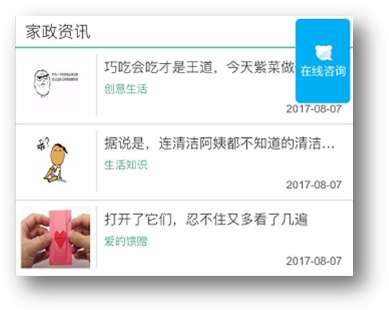 家政资讯
在线咨询
巧吃会吃才是王道，今天紫菜做
创意生活
2017-08-07
据说是，连清洁阿姨都不知道的清洁…
生活知识
2017-08-07
打开了它们，忍不住又多看了几遍
爱的馈赠
2017-08-07